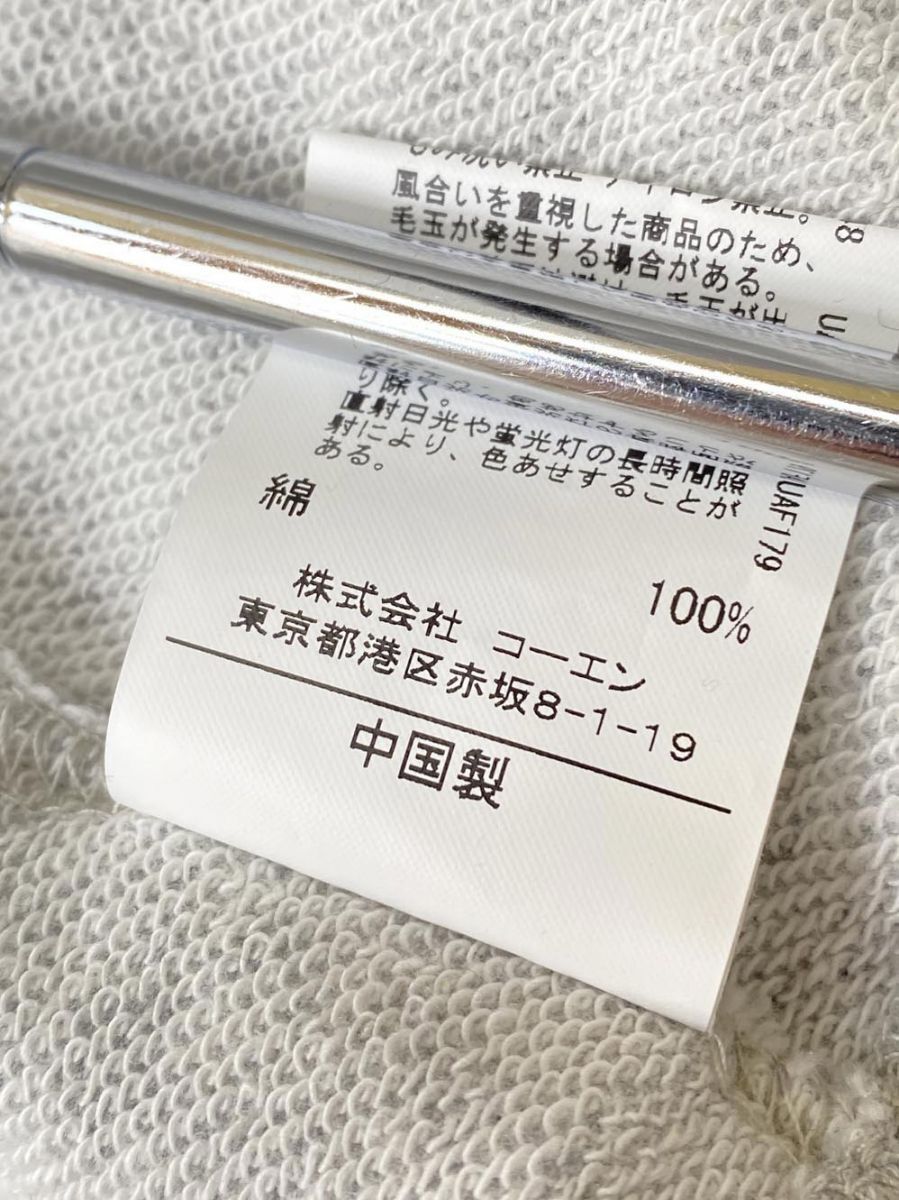 風合いを重視した商品のため、
毛玉が発生する場合がある。
り除く。
直射日光や蛍光灯の長時間照
射により、色あせすることが
ある。
UAF179
綿 100%
株式会社 コーエン
東京都港区赤坂8-1-19
中国製